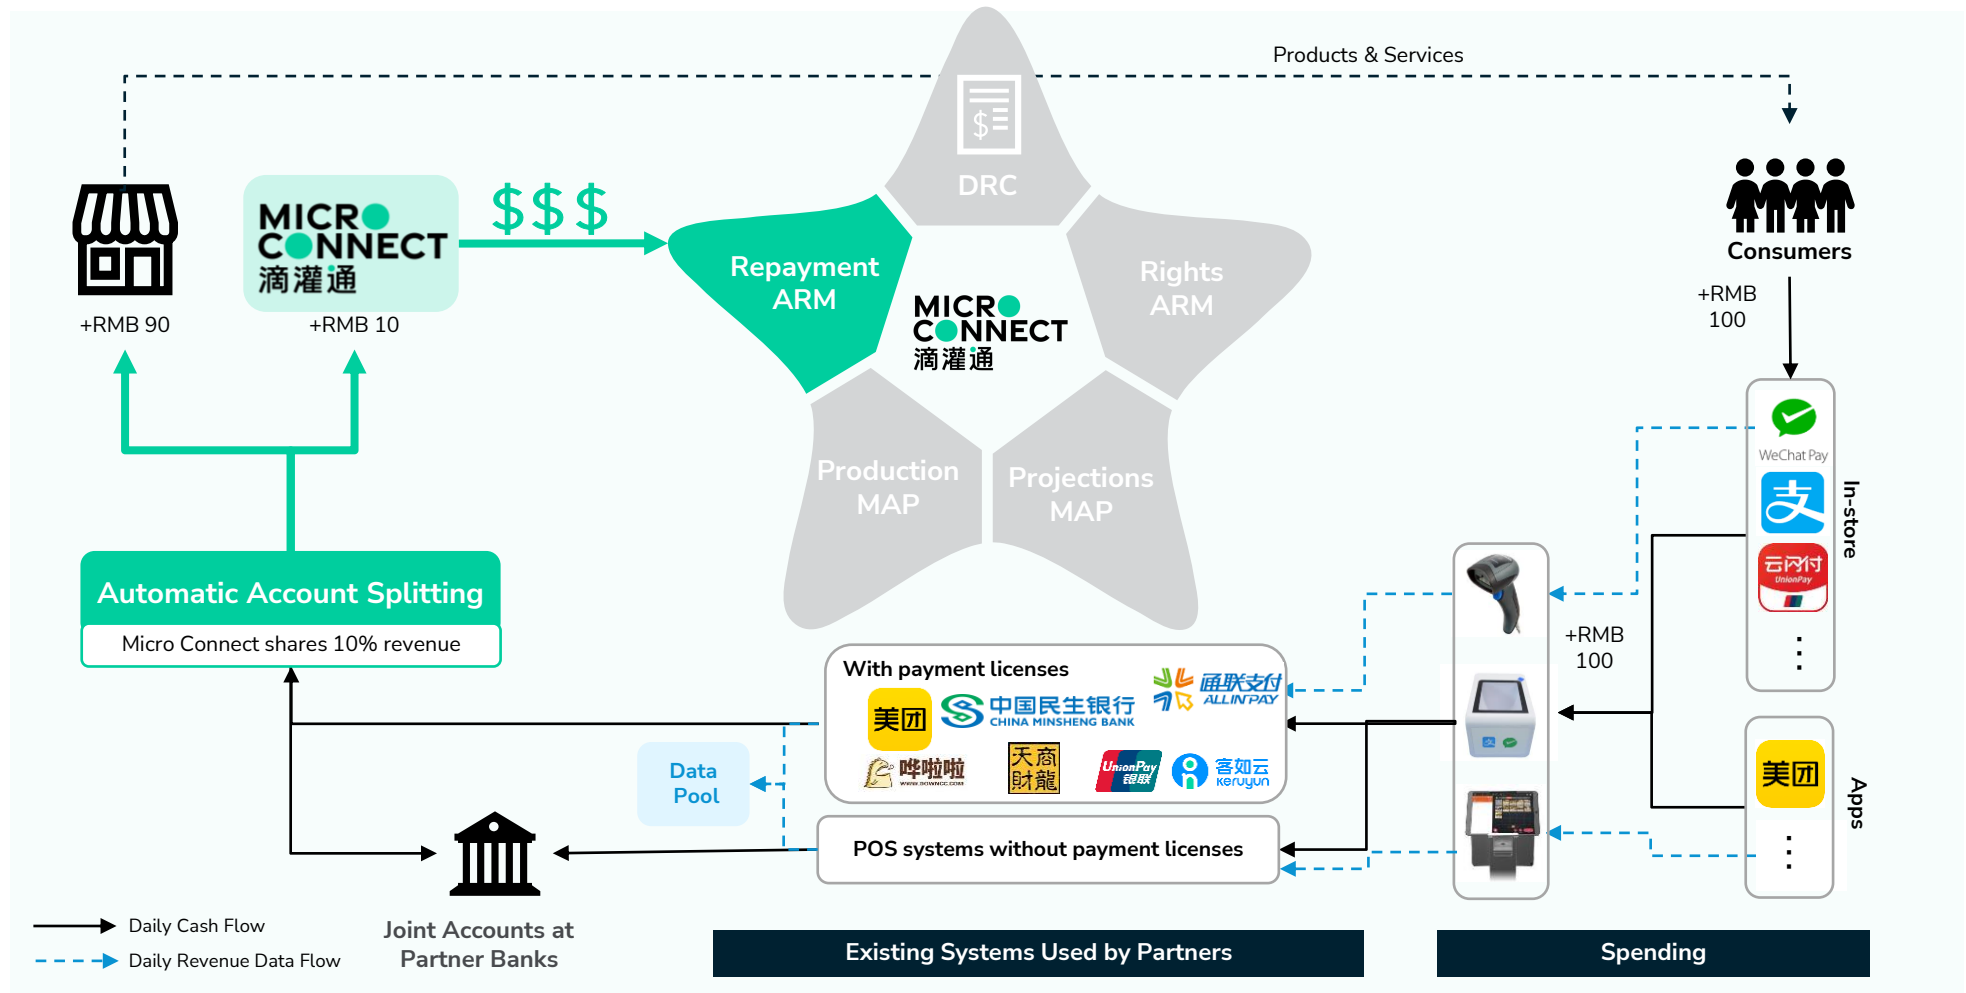 Products & Services
$
DRC
MICRO
CONNECT
滴灌通
$$$
+RMB 90
+RMB 10
Repayment
ARM
Rights
ARM
MICRO
CONNECT
滴灌通
Production
MAP
Projections
MAP
Consumers
+RMB
100
WeChat Pay
支
云闪付
UnionPay
In-store
+RMB
100
美团
Apps
Automatic Account Splitting
Micro Connect shares 10% revenue
With payment licenses
美团
中国民生银行
CHINA MINSHENG BANK
通联支付
ALLINPAY
哗啦啦
天商
財龍
UnionPay
银联
客如云
keruyun
Data
Pool
POS systems without payment licenses
Joint Accounts at
Partner Banks
Daily Cash Flow
Daily Revenue Data Flow
Existing Systems Used by Partners
Spending